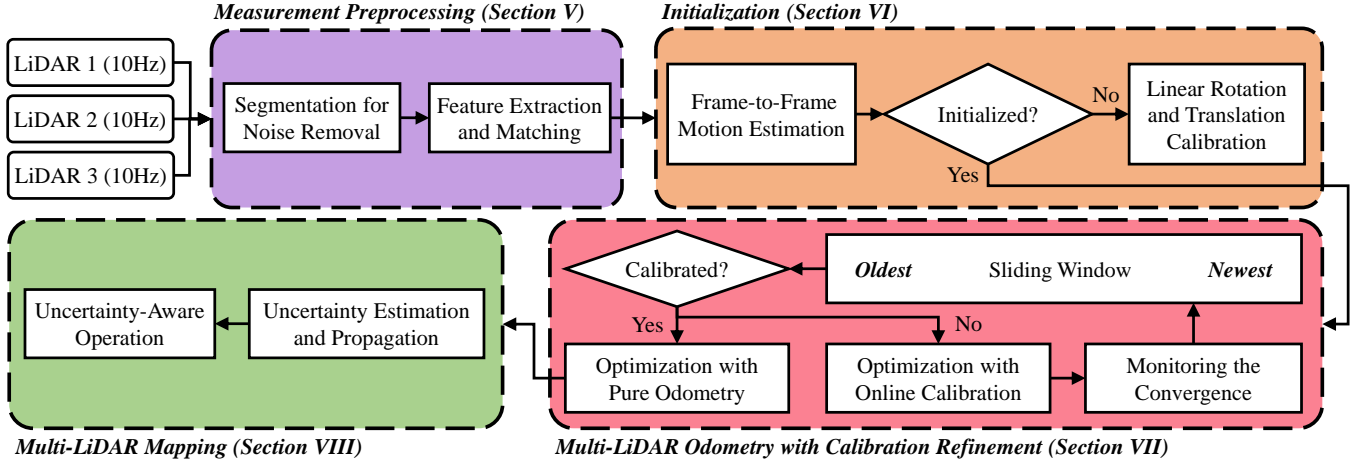 Measurement Preprocessing (Section V)
Initialization (Section VI)
LiDAR 1 (10Hz)
LiDAR 2 (10Hz)
LiDAR 3 (10Hz)
Segmentation for
Noise Removal
Feature Extraction
and Matching
Frame-to-Frame
Motion Estimation
Initialized?
No
Yes
Linear Rotation
and Translation
Calibration
Calibrated?
Oldest Sliding Window Newest
Yes
No
Optimization with
Pure Odometry
Optimization with
Online Calibration
Monitoring the
Convergence
Uncertainty-Aware
Operation
Uncertainty Estimation
and Propagation
Multi-LiDAR Mapping (Section VIII)
Multi-LiDAR Odometry with Calibration Refinement (Section VII)